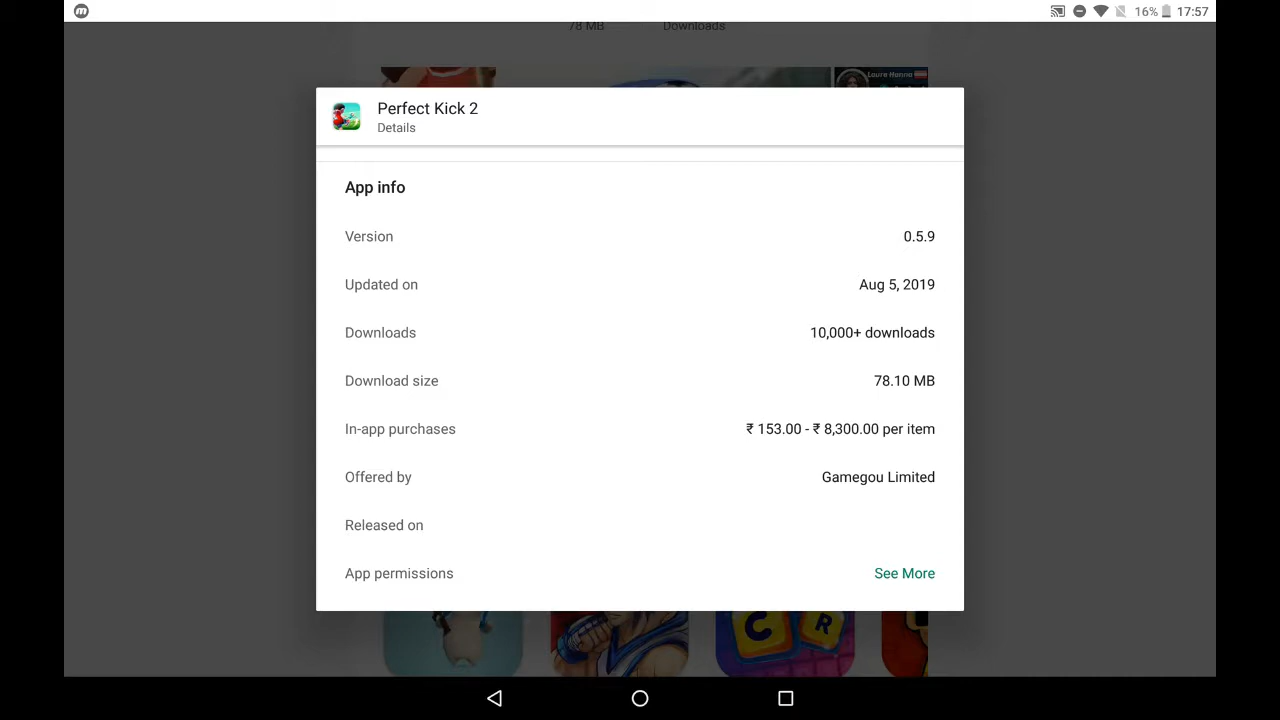 16% 17:57
78 MB Downloads
Laura Hanna
Perfect Kick 2
Details
App info
Version 0.5.9
Updated on Aug 5, 2019
Downloads 10,000+ downloads
Download size 78.10 MB
In-app purchases ₹ 153.00 - ₹ 8,300.00 per item
Offered by Gamegou Limited
Released on
App permissions See More
C R